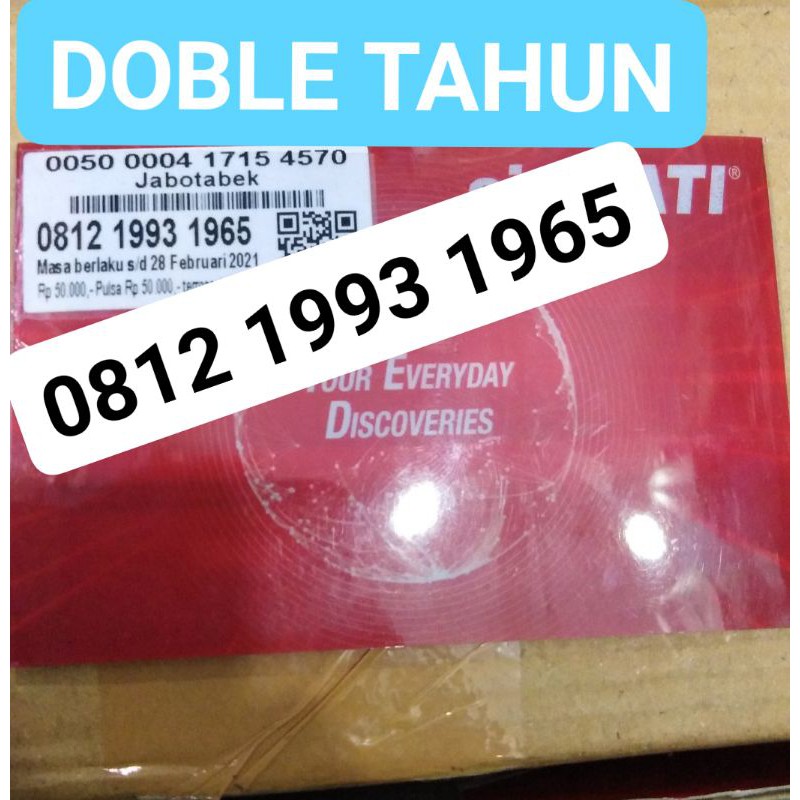 DOBLE TAHUN
0050 0004 1715 4570
Jabotabek
0812 1993 1965
Masa berlaku s/d 28 Februari 2021
Rp 50.000,- Pulsa Rp 50.000,-
ATI®
0812 1993 1965
YOUR EVERYDAY
DISCOVERIES